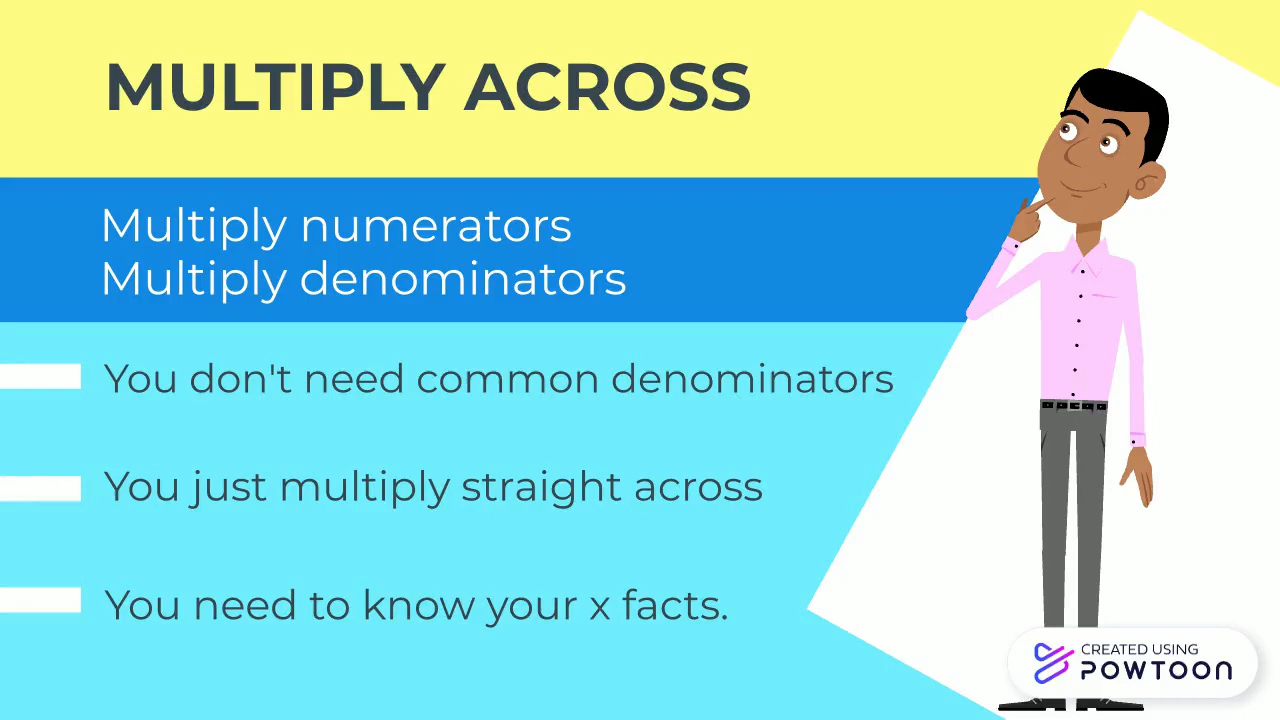 MULTIPLY ACROSS
Multiply numerators
Multiply denominators
You don't need common denominators
You just multiply straight across
You need to know your x facts.
CREATED USING
POWTOON